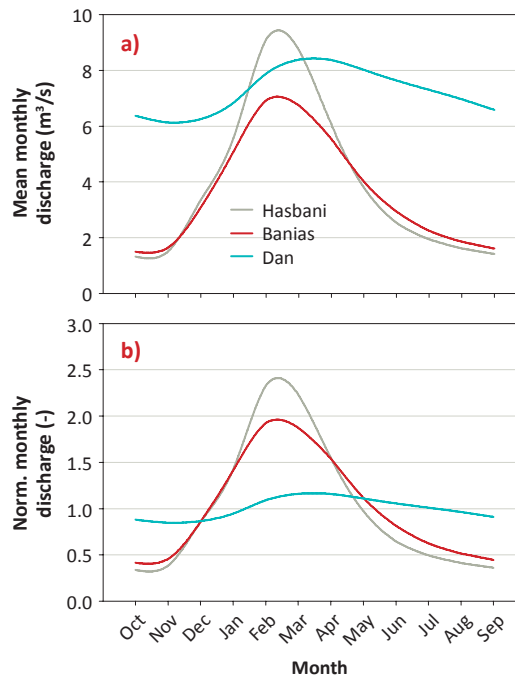 a)
Mean monthly
discharge (m³/s)
10
8
6
4
2
0
Hasbani
Banias
Dan
b)
Norm. monthly
discharge (-)
3.0
2.5
2.0
1.5
1.0
0.5
0.0
Oct Nov Dec Jan Feb Mar Apr May Jun Jul Aug Sep
Month